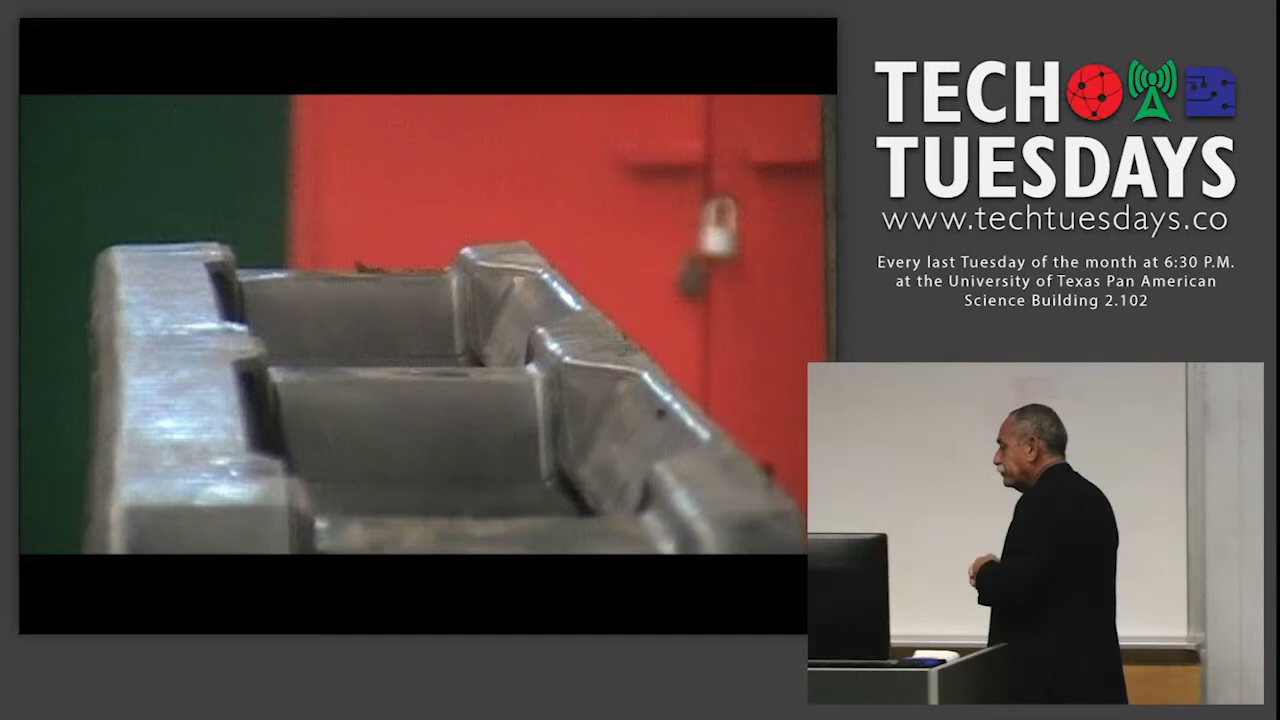 TECH
TUESDAYS
www.techtuesdays.co
Every last Tuesday of the month at 6:30 P.M.
at the University of Texas Pan American
Science Building 2.102